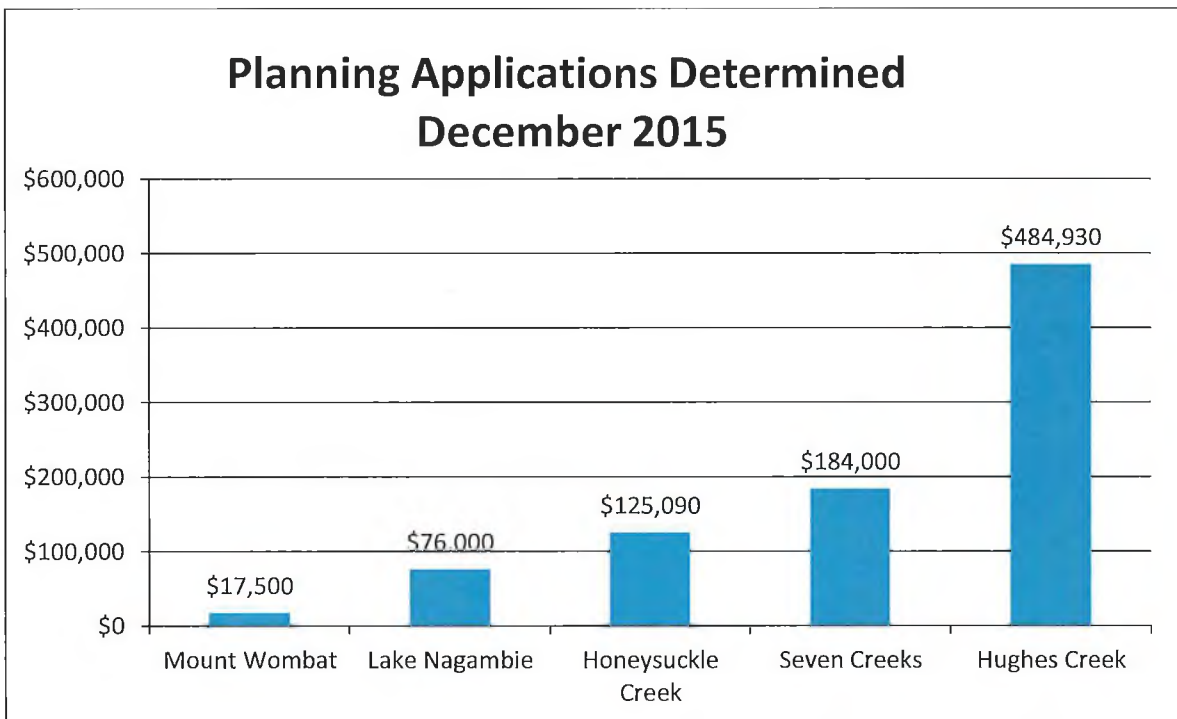 Planning Applications Determined
December 2015
$600,000
$500,000
$400,000
$300,000
$200,000
$100,000
$0
$17,500
$76,000
$125,090
$184,000
$484,930
Mount Wombat
Lake Nagambie
Honeysuckle
Creek
Seven Creeks
Hughes Creek